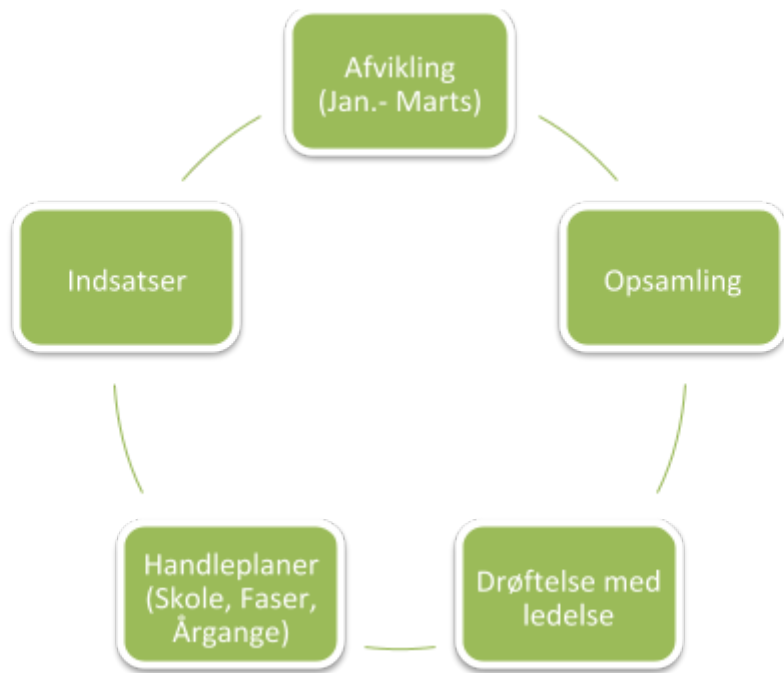 Afvikling
(Jan.- Marts)
Opsamling
Drøftelse med
ledelse
Handleplaner
(Skole, Faser,
Årgange)
Indsatser